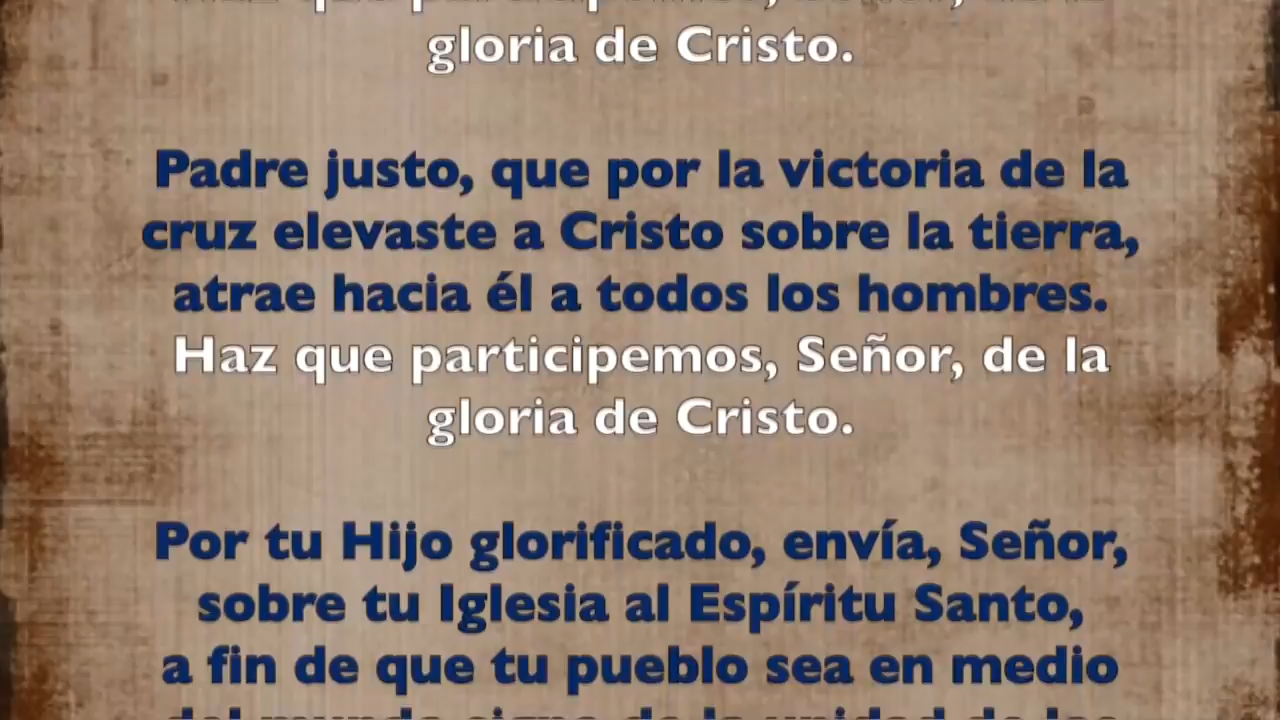 gloria de Cristo.
Padre justo, que por la victoria de la
cruz elevaste a Cristo sobre la tierra,
atrae hacia él a todos los hombres.
Haz que participemos, Señor, de la
gloria de Cristo.
Por tu Hijo glorificado, envía, Señor,
sobre tu Iglesia al Espíritu Santo,
a fin de que tu pueblo sea en medio